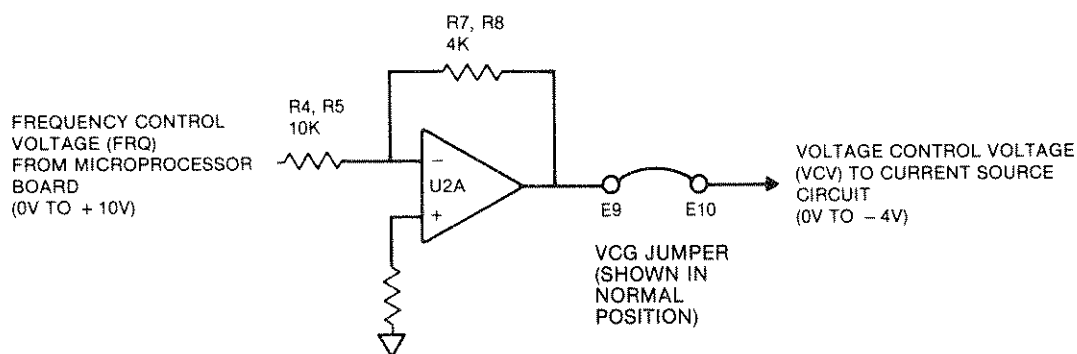 R7, R8
4K
R4, R5
10K
FREQUENCY CONTROL
VOLTAGE (FRQ)
FROM MICROPROCESSOR
BOARD
(0V TO + 10V)
−
U2A
+
E9
E10
VOLTAGE CONTROL VOLTAGE
(VCV) TO CURRENT SOURCE
CIRCUIT
(0V TO − 4V)
VCG JUMPER
(SHOWN IN
NORMAL
POSITION)